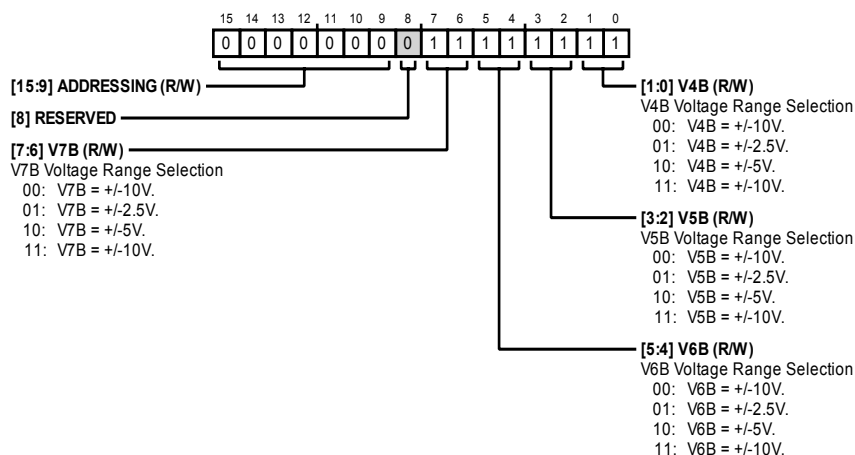 15 14 13 12 11 10 9 8 7 6 5 4 3 2 1 0
0 0 0 0 0 0 0 0 1 1 1 1 1 1 1 1
[15:9] ADDRESSING (R/W)
[8] RESERVED
[7:6] V7B (R/W)
V7B Voltage Range Selection
00: V7B = +/-10V.
01: V7B = +/-2.5V.
10: V7B = +/-5V.
11: V7B = +/-10V.
[1:0] V4B (R/W)
V4B Voltage Range Selection
00: V4B = +/-10V.
01: V4B = +/-2.5V.
10: V4B = +/-5V.
11: V4B = +/-10V.
[3:2] V5B (R/W)
V5B Voltage Range Selection
00: V5B = +/-10V.
01: V5B = +/-2.5V.
10: V5B = +/-5V.
11: V5B = +/-10V.
[5:4] V6B (R/W)
V6B Voltage Range Selection
00: V6B = +/-10V.
01: V6B = +/-2.5V.
10: V6B = +/-5V.
11: V6B = +/-10V.